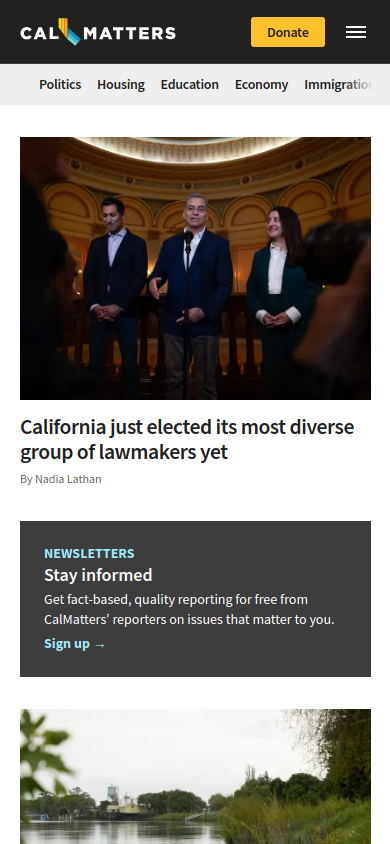 CAL MATTERS
Donate
Politics Housing Education Economy Immigration
California just elected its most diverse
group of lawmakers yet
By Nadia Lathan
NEWSLETTERS
Stay informed
Get fact-based, quality reporting for free from
CalMatters’ reporters on issues that matter to you.
Sign up →